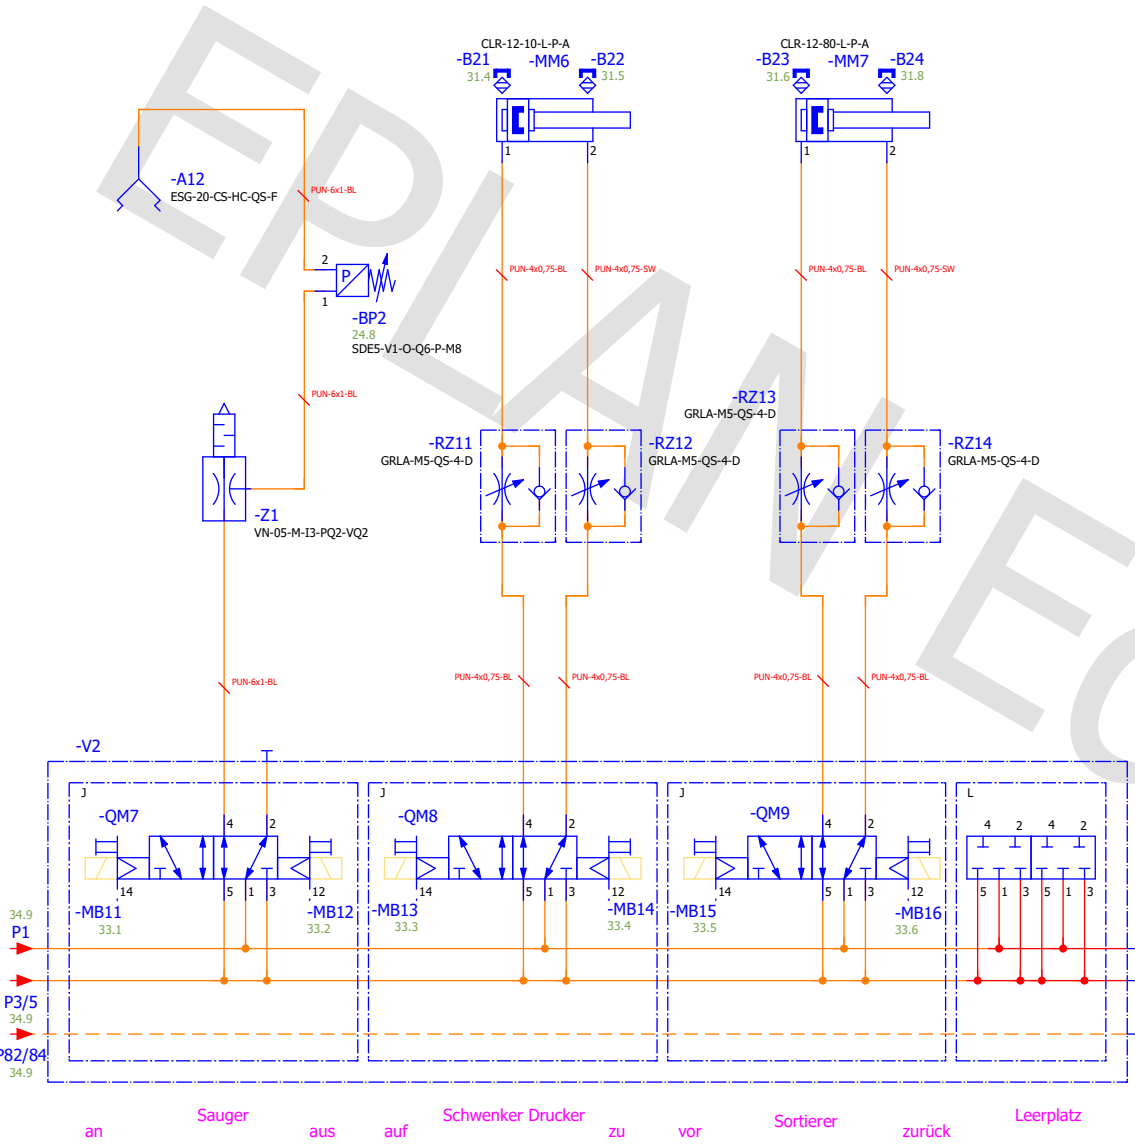 EPLAN
CLR-12-10-L-P-A
-B21
31.4
-MM6
-B22
31.5
1
2
CLR-12-80-L-P-A
-B23
31.6
-MM7
-B24
31.8
1
2
-A12
ESG-20-CS-HC-QS-F
PUN-6x1-BL
2
1
P
-BP2
24.8
SDE5-V1-O-Q6-P-M8
PUN-4x0,75-BL
PUN-4x0,75-SW
PUN-4x0,75-BL
PUN-4x0,75-SW
PUN-6x1-BL
-RZ11
GRLA-M5-QS-4-D
-RZ12
GRLA-M5-QS-4-D
-RZ13
GRLA-M5-QS-4-D
-RZ14
GRLA-M5-QS-4-D
-Z1
VN-05-M-I3-PQ2-VQ2
PUN-6x1-BL
PUN-4x0,75-BL
PUN-4x0,75-BL
PUN-4x0,75-BL
PUN-4x0,75-BL
-V2
J
-QM7
4
2
14
5
1
3
12
-MB11
33.1
-MB12
33.2
J
-QM8
4
2
14
5
1
3
12
-MB13
33.3
-MB14
33.4
J
-QM9
4
2
14
5
1
3
12
-MB15
33.5
-MB16
33.6
L
4
2
4
2
5
1
3
5
1
3
34.9
P1
P3/5
34.9
P82/84
34.9
Sauger
an
aus
Schwenker Drucker
auf
zu
Sortierer
vor
zurück
Leerplatz